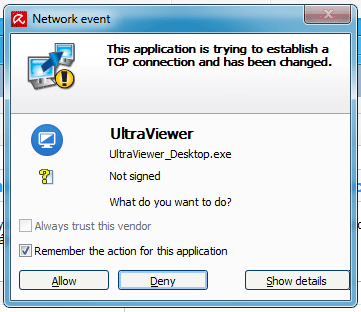 Network event
This application is trying to establish a
TCP connection and has been changed.
UltraViewer
UltraViewer_Desktop.exe
Not signed
What do you want to do?
Always trust this vendor
Remember the action for this application
Allow
Deny
Show details